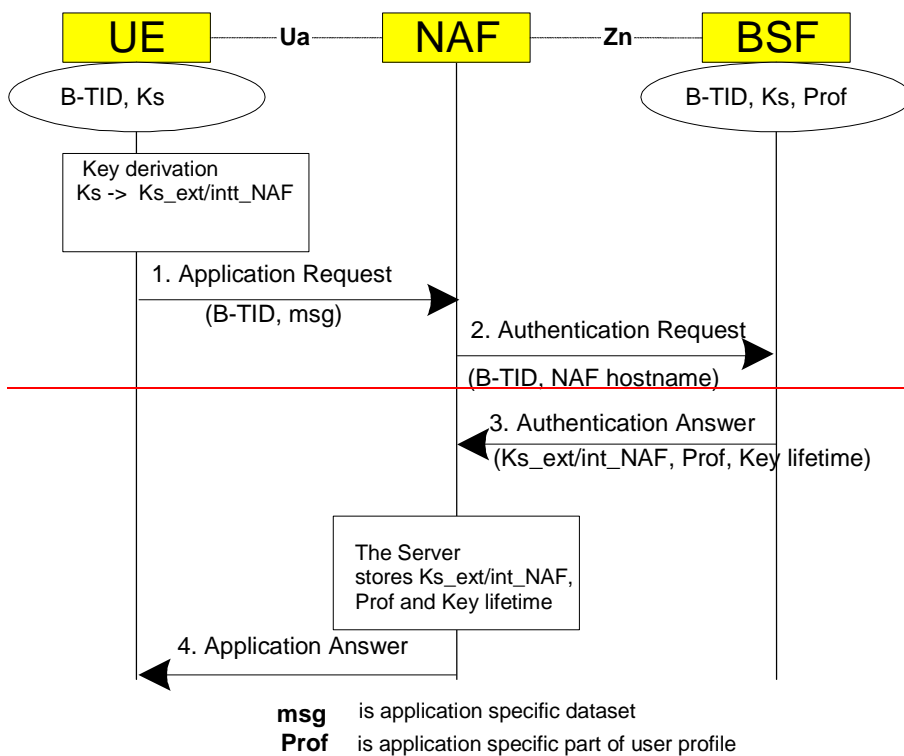 UE Ua NAF Zn BSF
B-TID, Ks
B-TID, Ks, Prof
Key derivation
Ks -> Ks_ext/intt_NAF
1. Application Request
(B-TID, msg)
2. Authentication Request
(B-TID, NAF hostname)
3. Authentication Answer
(Ks_ext/int_NAF, Prof, Key lifetime)
The Server
stores Ks_ext/int_NAF,
Prof and Key lifetime
4. Application Answer
msg is application specific dataset
Prof is application specific part of user profile